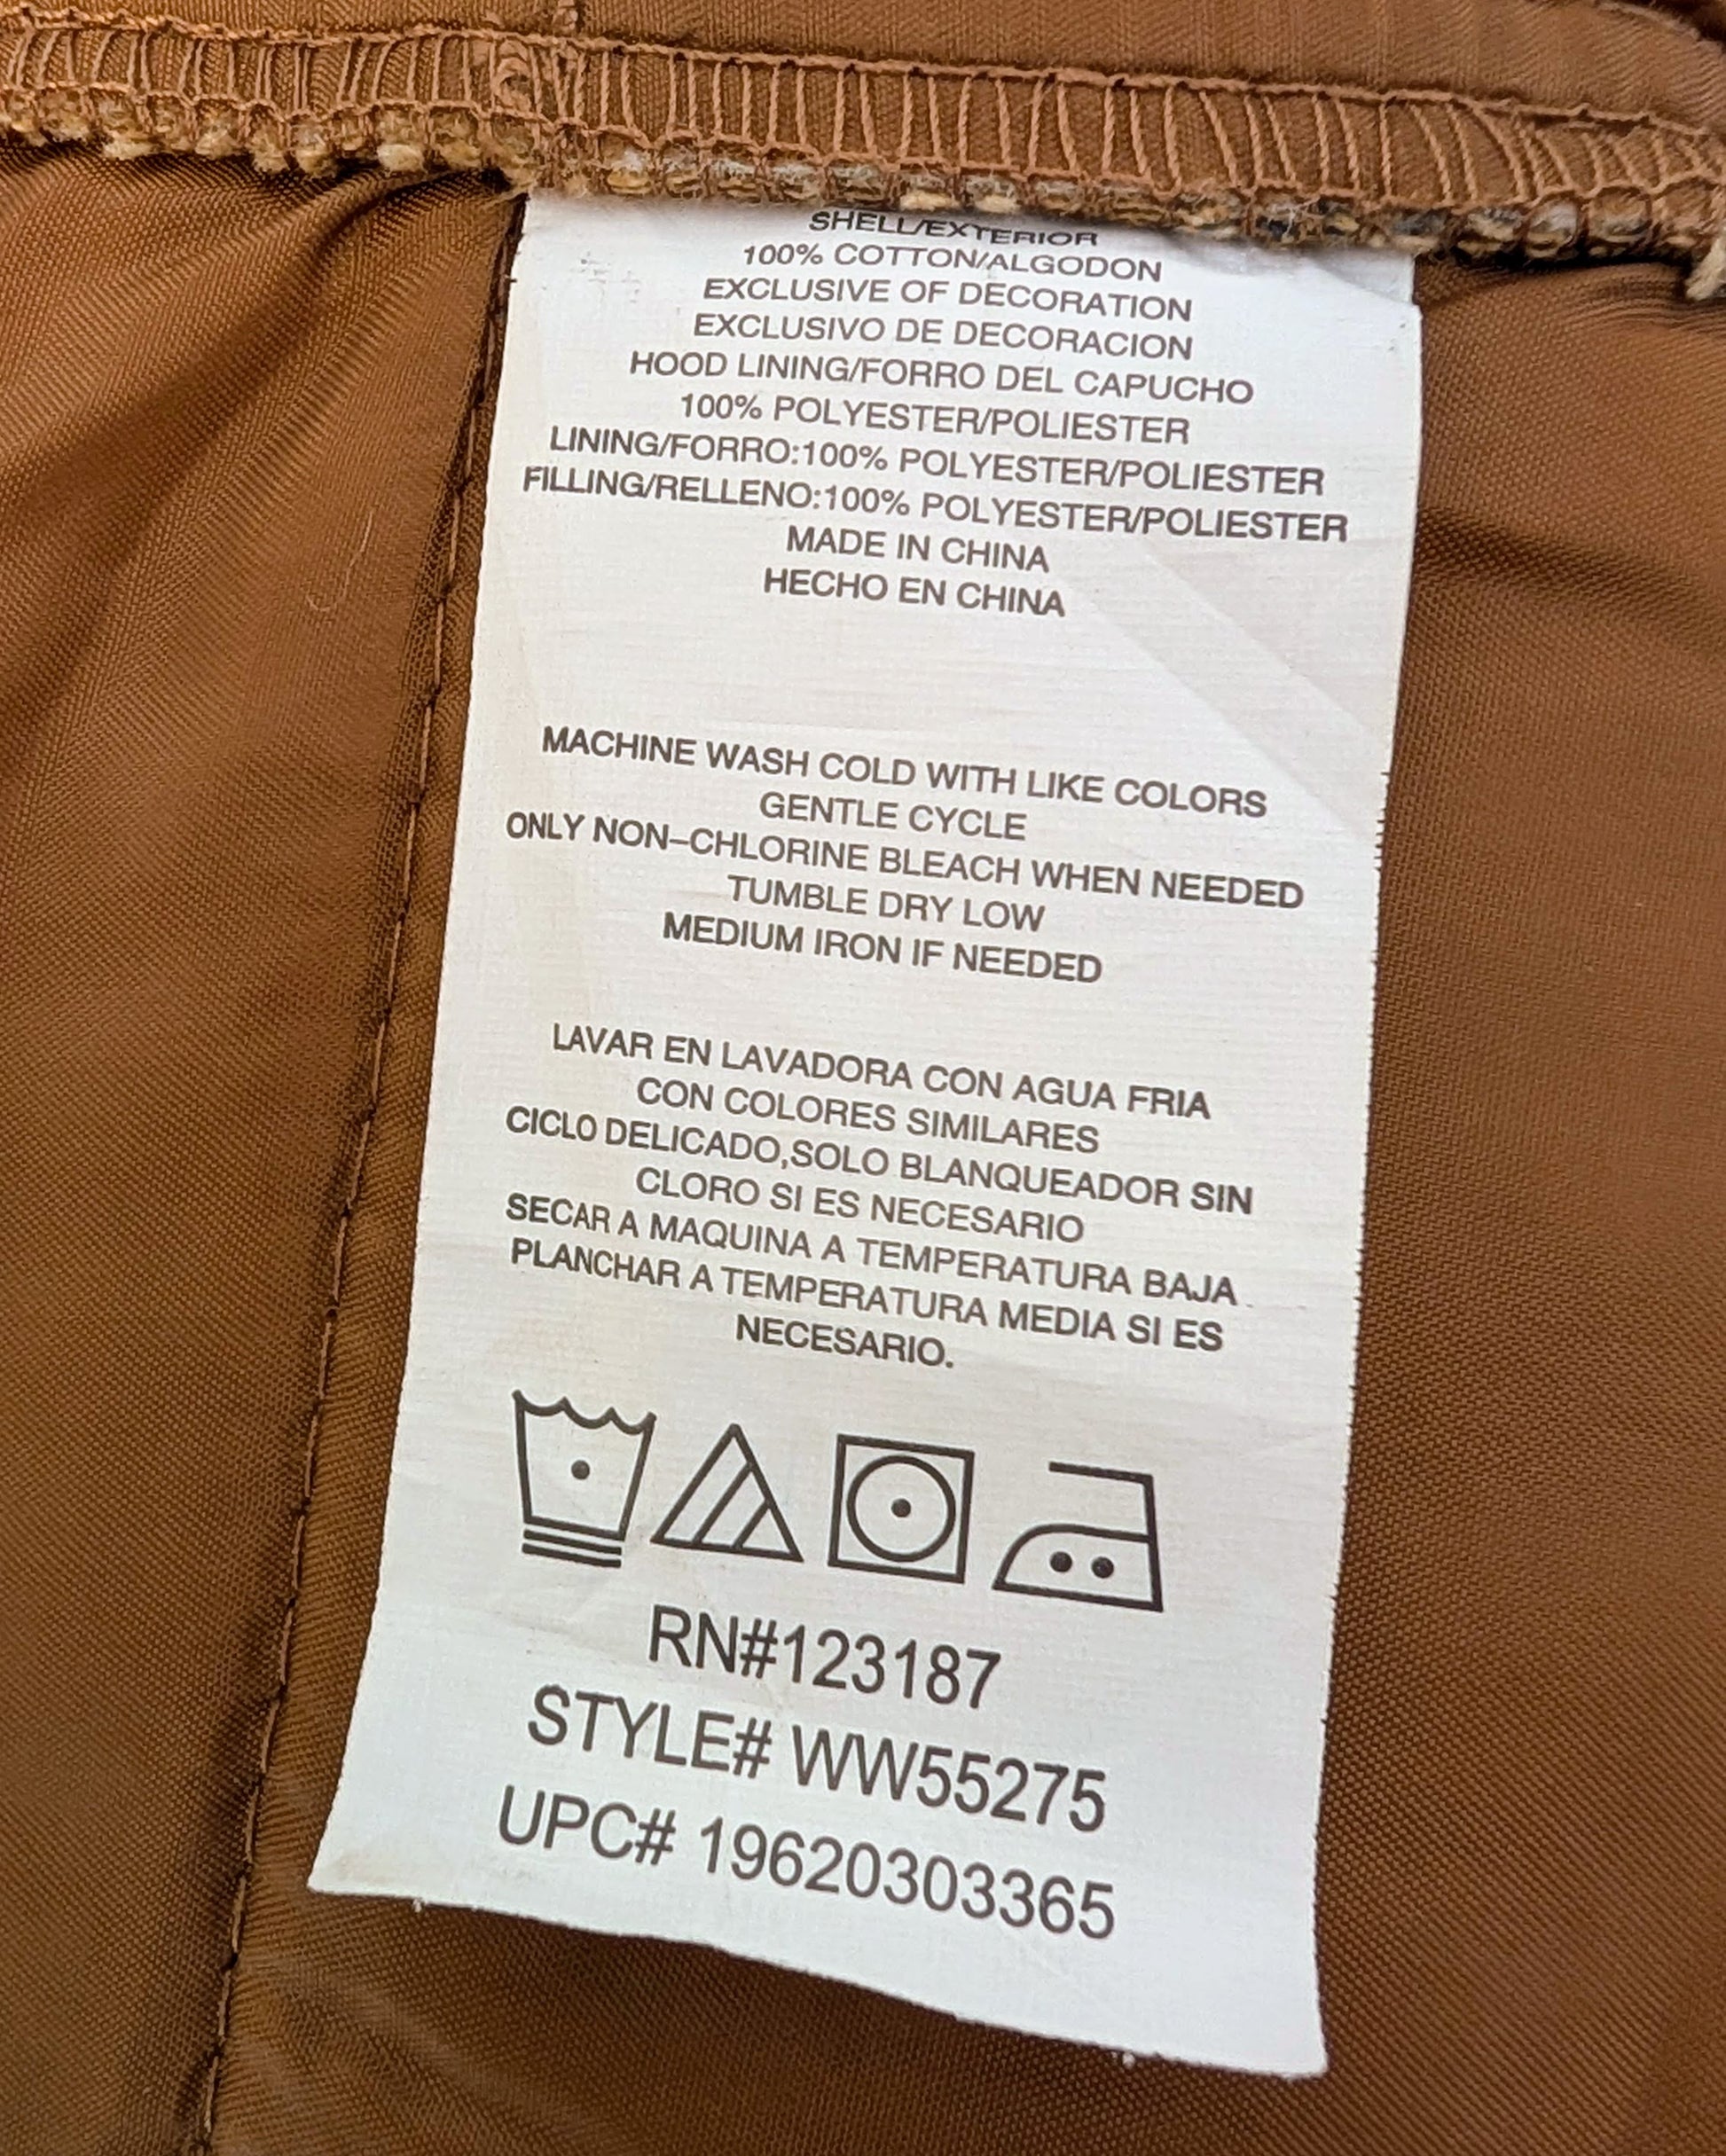 SHELL/EXTERIOR
100% COTTON/ALGODON
EXCLUSIVE OF DECORATION
EXCLUSIVO DE DECORACION
HOOD LINING/FORRO DEL CAPUCHO
100% POLYESTER/POLIESTER
LINING/FORRO:100% POLYESTER/POLIESTER
FILLING/RELLENO:100% POLYESTER/POLIESTER
MADE IN CHINA
HECHO EN CHINA
MACHINE WASH COLD WITH LIKE COLORS
GENTLE CYCLE
ONLY NON-CHLORINE BLEACH WHEN NEEDED
TUMBLE DRY LOW
MEDIUM IRON IF NEEDED
LAVAR EN LAVADORA CON AGUA FRIA
CON COLORES SIMILARES
CICLO DELICADO,SOLO BLANQUEADOR SIN
CLORO SI ES NECESARIO
SECAR A MAQUINA A TEMPERATURA BAJA
PLANCHAR A TEMPERATURA MEDIA SI ES
NECESARIO.
RN#123187
STYLE# WW55275
UPC# 19620303365